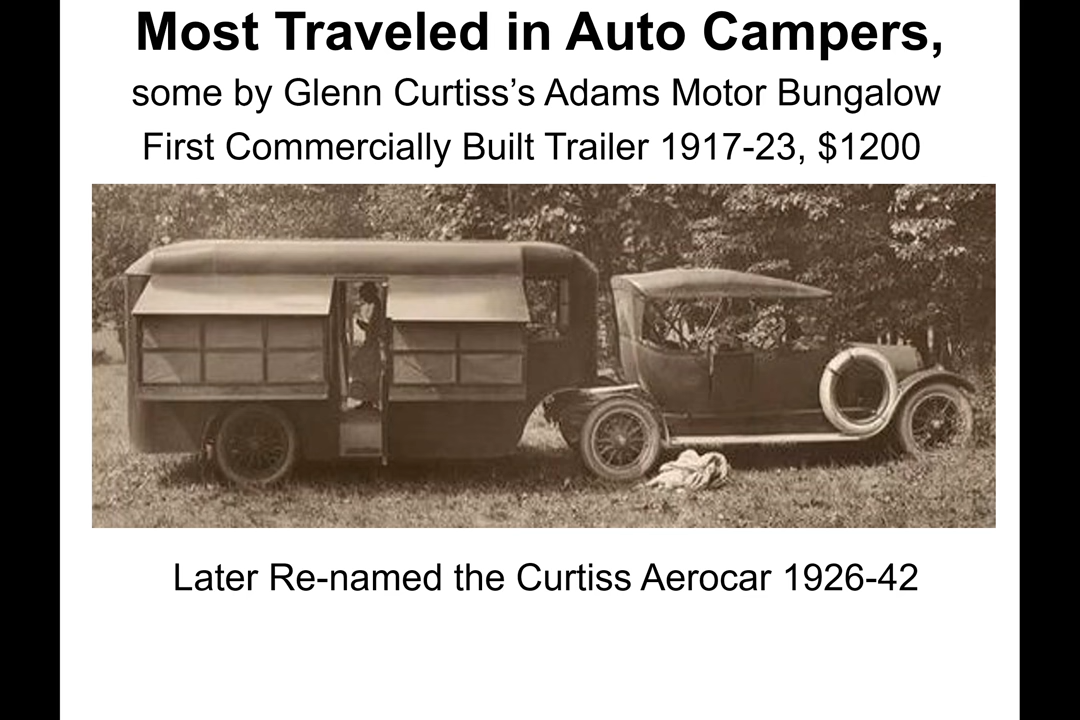 Most Traveled in Auto Campers,
some by Glenn Curtiss’s Adams Motor Bungalow
First Commercially Built Trailer 1917-23, $1200
Later Re-named the Curtiss Aerocar 1926-42